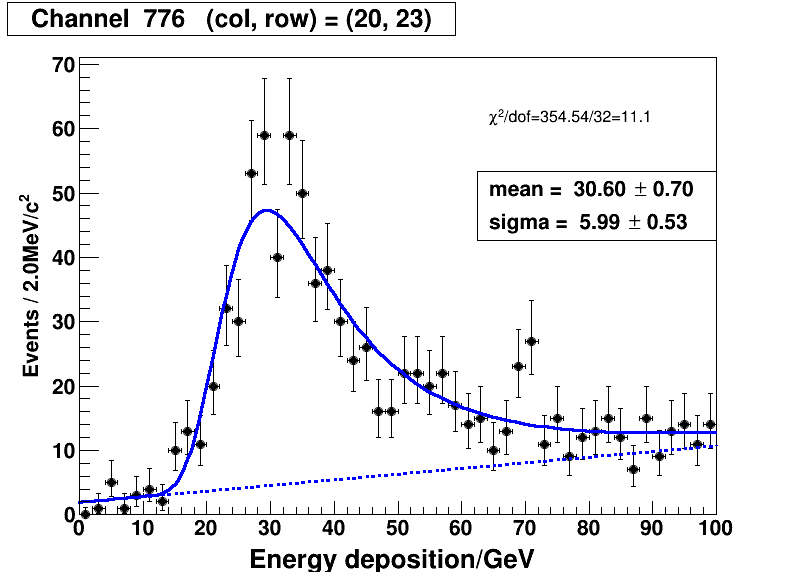 Channel 776 (col, row) = (20, 23)
χ²/dof=354.54/32=11.1
mean = 30.60 ± 0.70
sigma = 5.99 ± 0.53
Events / 2.0MeV/c²
70
60
50
40
30
20
10
0
0 10 20 30 40 50 60 70 80 90 100
Energy deposition/GeV